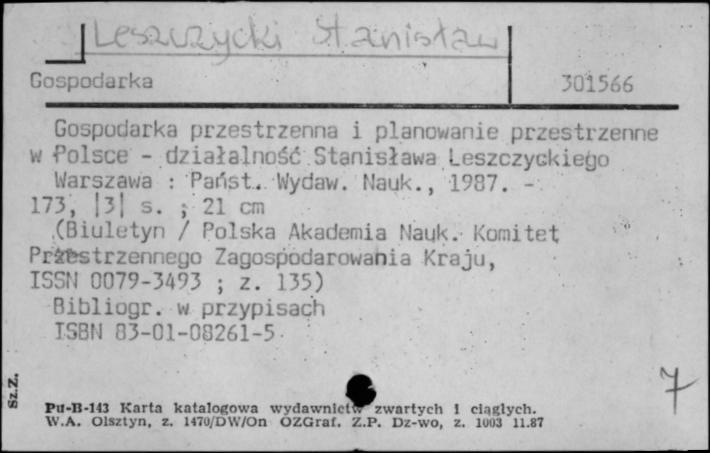 Leszczycki Stanisław
Gospodarka 301566
Gospodarka przestrzenna i planowanie przestrzenne
w Polsce - działalność Stanisława Leszczyckiego
Warszawa : Państ. Wydaw. Nauk., 1987. -
173, |3| s. ; 21 cm
(Biuletyn / Polska Akademia Nauk. Komitet
Przestrzennego Zagospodarowania Kraju,
ISSN 0079-3493 ; z. 135)
Bibliogr. w przypisach
ISBN 83-01-08261-5
7
Sz.Z.
Pu-B-143 Karta katalogowa wydawnictw zwartych i ciągłych.
W.A. Olsztyn, z. 1470/DW/On OZGraf. Z.P. Dz-wo, z. 1003 11.87